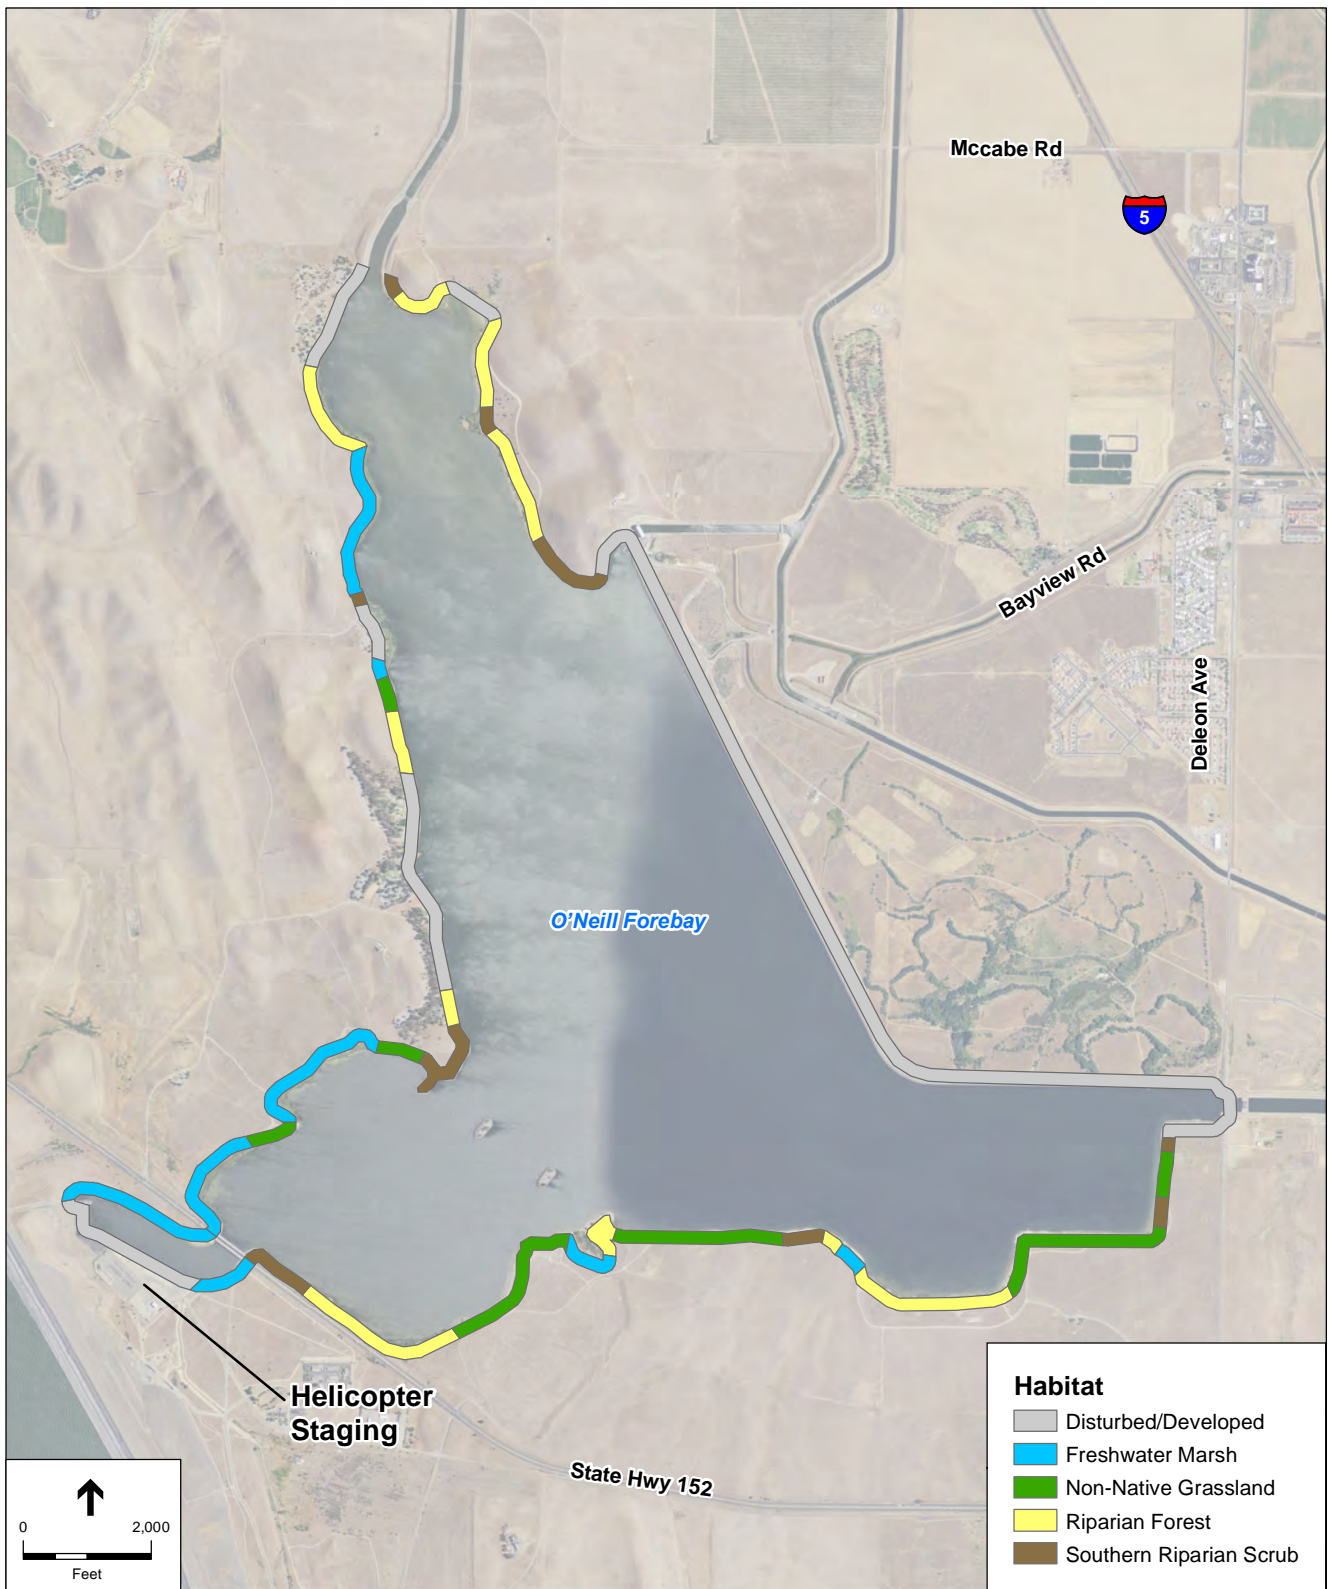 Mccabe Rd
5
Bayview Rd
Deleon Ave
O'Neill Forebay
Helicopter
Staging
State Hwy 152
0 2,000
Feet
Habitat
Disturbed/Developed
Freshwater Marsh
Non-Native Grassland
Riparian Forest
Southern Riparian Scrub